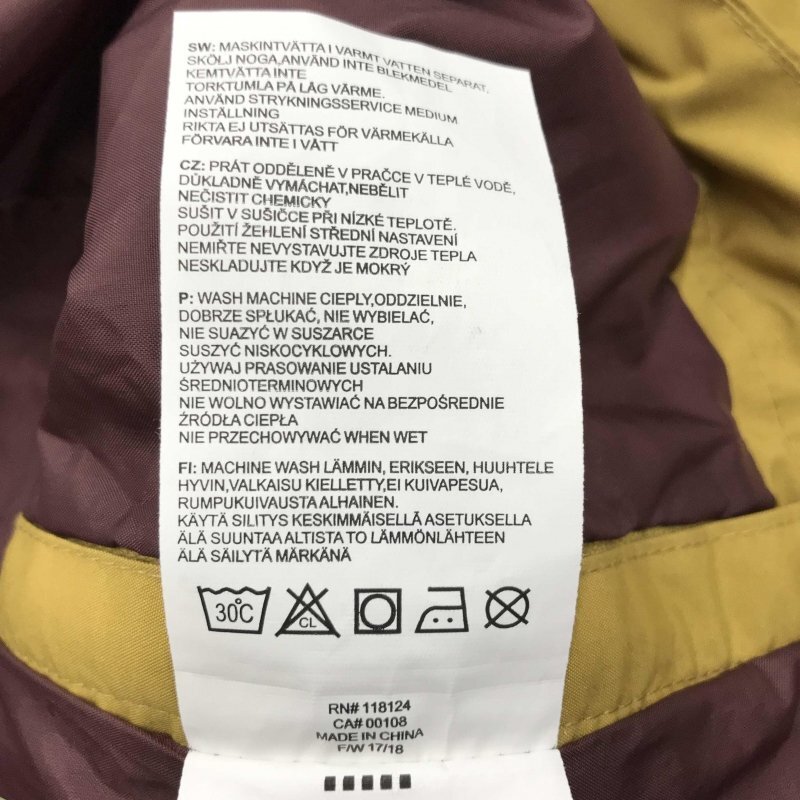 SW: MASKINTVÄTTA I VARMT VATTEN SEPARAT.
SKÖLJ NOGA,ANVÄND INTE BLEKMEDEL
KEMTVÄTTA INTE
TORKTUMLA PÅ LÅG VÄRME.
ANVÄND STRYKNINGSSERVICE MEDIUM
INSTÄLLNING
RIKTA EJ UTSÄTTAS FÖR VÄRMEKÄLLA
FÖRVARA INTE I VÅTT
CZ: PRÁT ODDĚLENĚ V PRAČCE V TEPLÉ VODĚ,
DŮKLADNĚ VYMÁCHAT,NEBĚLIT
NEČISTIT CHEMICKY
SUŠIT V SUŠIČCE PŘI NÍZKÉ TEPLOTĚ.
POUŽITÍ ŽEHLENÍ STŘEDNÍ NASTAVENÍ
NEMIŘTE NEVYSTAVUJTE ZDROJE TEPLA
NESKLADUJTE KDYŽ JE MOKRÝ
P: WASH MACHINE CIEPLY,ODDZIELNIE,
DOBRZE SPŁUKAĆ, NIE WYBIELAĆ,
NIE SUAZYĆ W SUSZARCE
SUSZYĆ NISKOCYKLOWYCH.
UŻYWAJ PRASOWANIE USTALANIU
ŚREDNIOTERMINOWYCH
NIE WOLNO WYSTAWIAĆ NA BEZPOŚREDNIE
ŹRÓDŁA CIEPŁA
NIE PRZECHOWYWAĆ WHEN WET
FI: MACHINE WASH LÄMMIN, ERIKSEEN, HUUHTELE
HYVIN,VALKAISU KIELLETTY,EI KUIVAPESUA,
RUMPUKUIVAUSTA ALHAINEN.
KÄYTÄ SILITYS KESKIMMÄISELLÄ ASETUKSELLA
ÄLÄ SUUNTAA ALTISTA TO LÄMMÖNLÄHTEEN
ÄLÄ SÄILYTÄ MÄRKÄNÄ
30°C CL
RN# 118124
CA# 00108
MADE IN CHINA
F/W 17/18